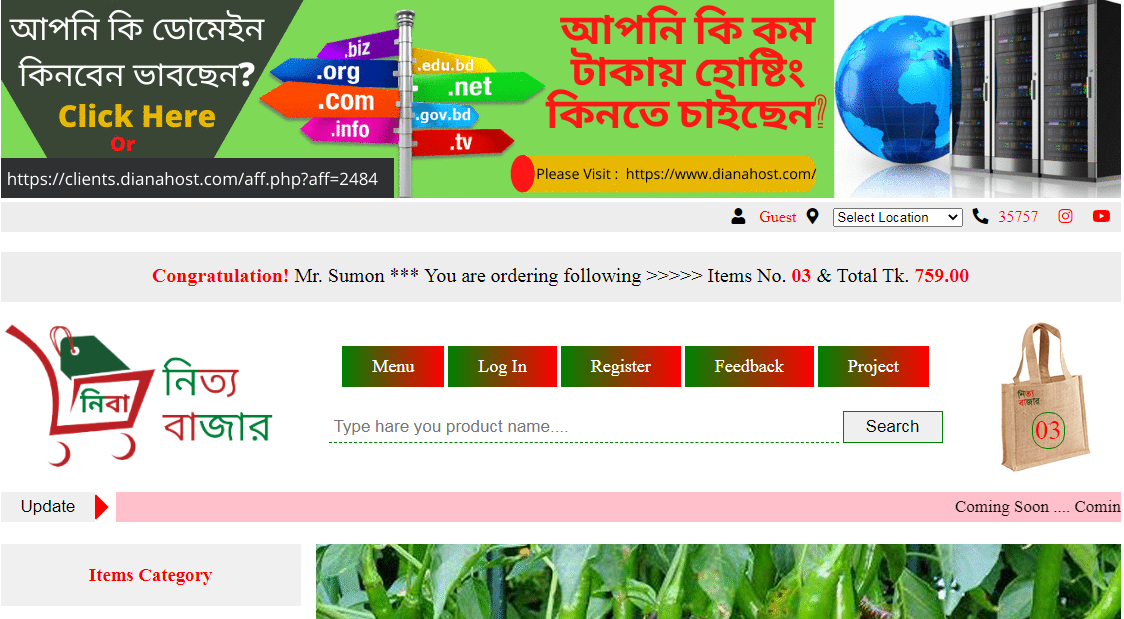 আপনি কি ডোমেইন
কিনবেন ভাবছেন?
Click Here
Or
https://clients.dianahost.com/aff.php?aff=2484
.biz
.org
.com
.info
.edu.bd
.net
.gov.bd
.tv
আপনি কি কম
টাকায় হোষ্টিং
কিনতে চাইছেন?
Please Visit : https://www.dianahost.com/
Guest
Select Location
35757
Congratulation! Mr. Sumon *** You are ordering following >>>>> Items No. 03 & Total Tk. 759.00
নিবা
নিত্য
বাজার
Menu
Log In
Register
Feedback
Project
Type hare you product name....
Search
নিত্য
বাজার
03
Update
Coming Soon .... Comin
Items Category